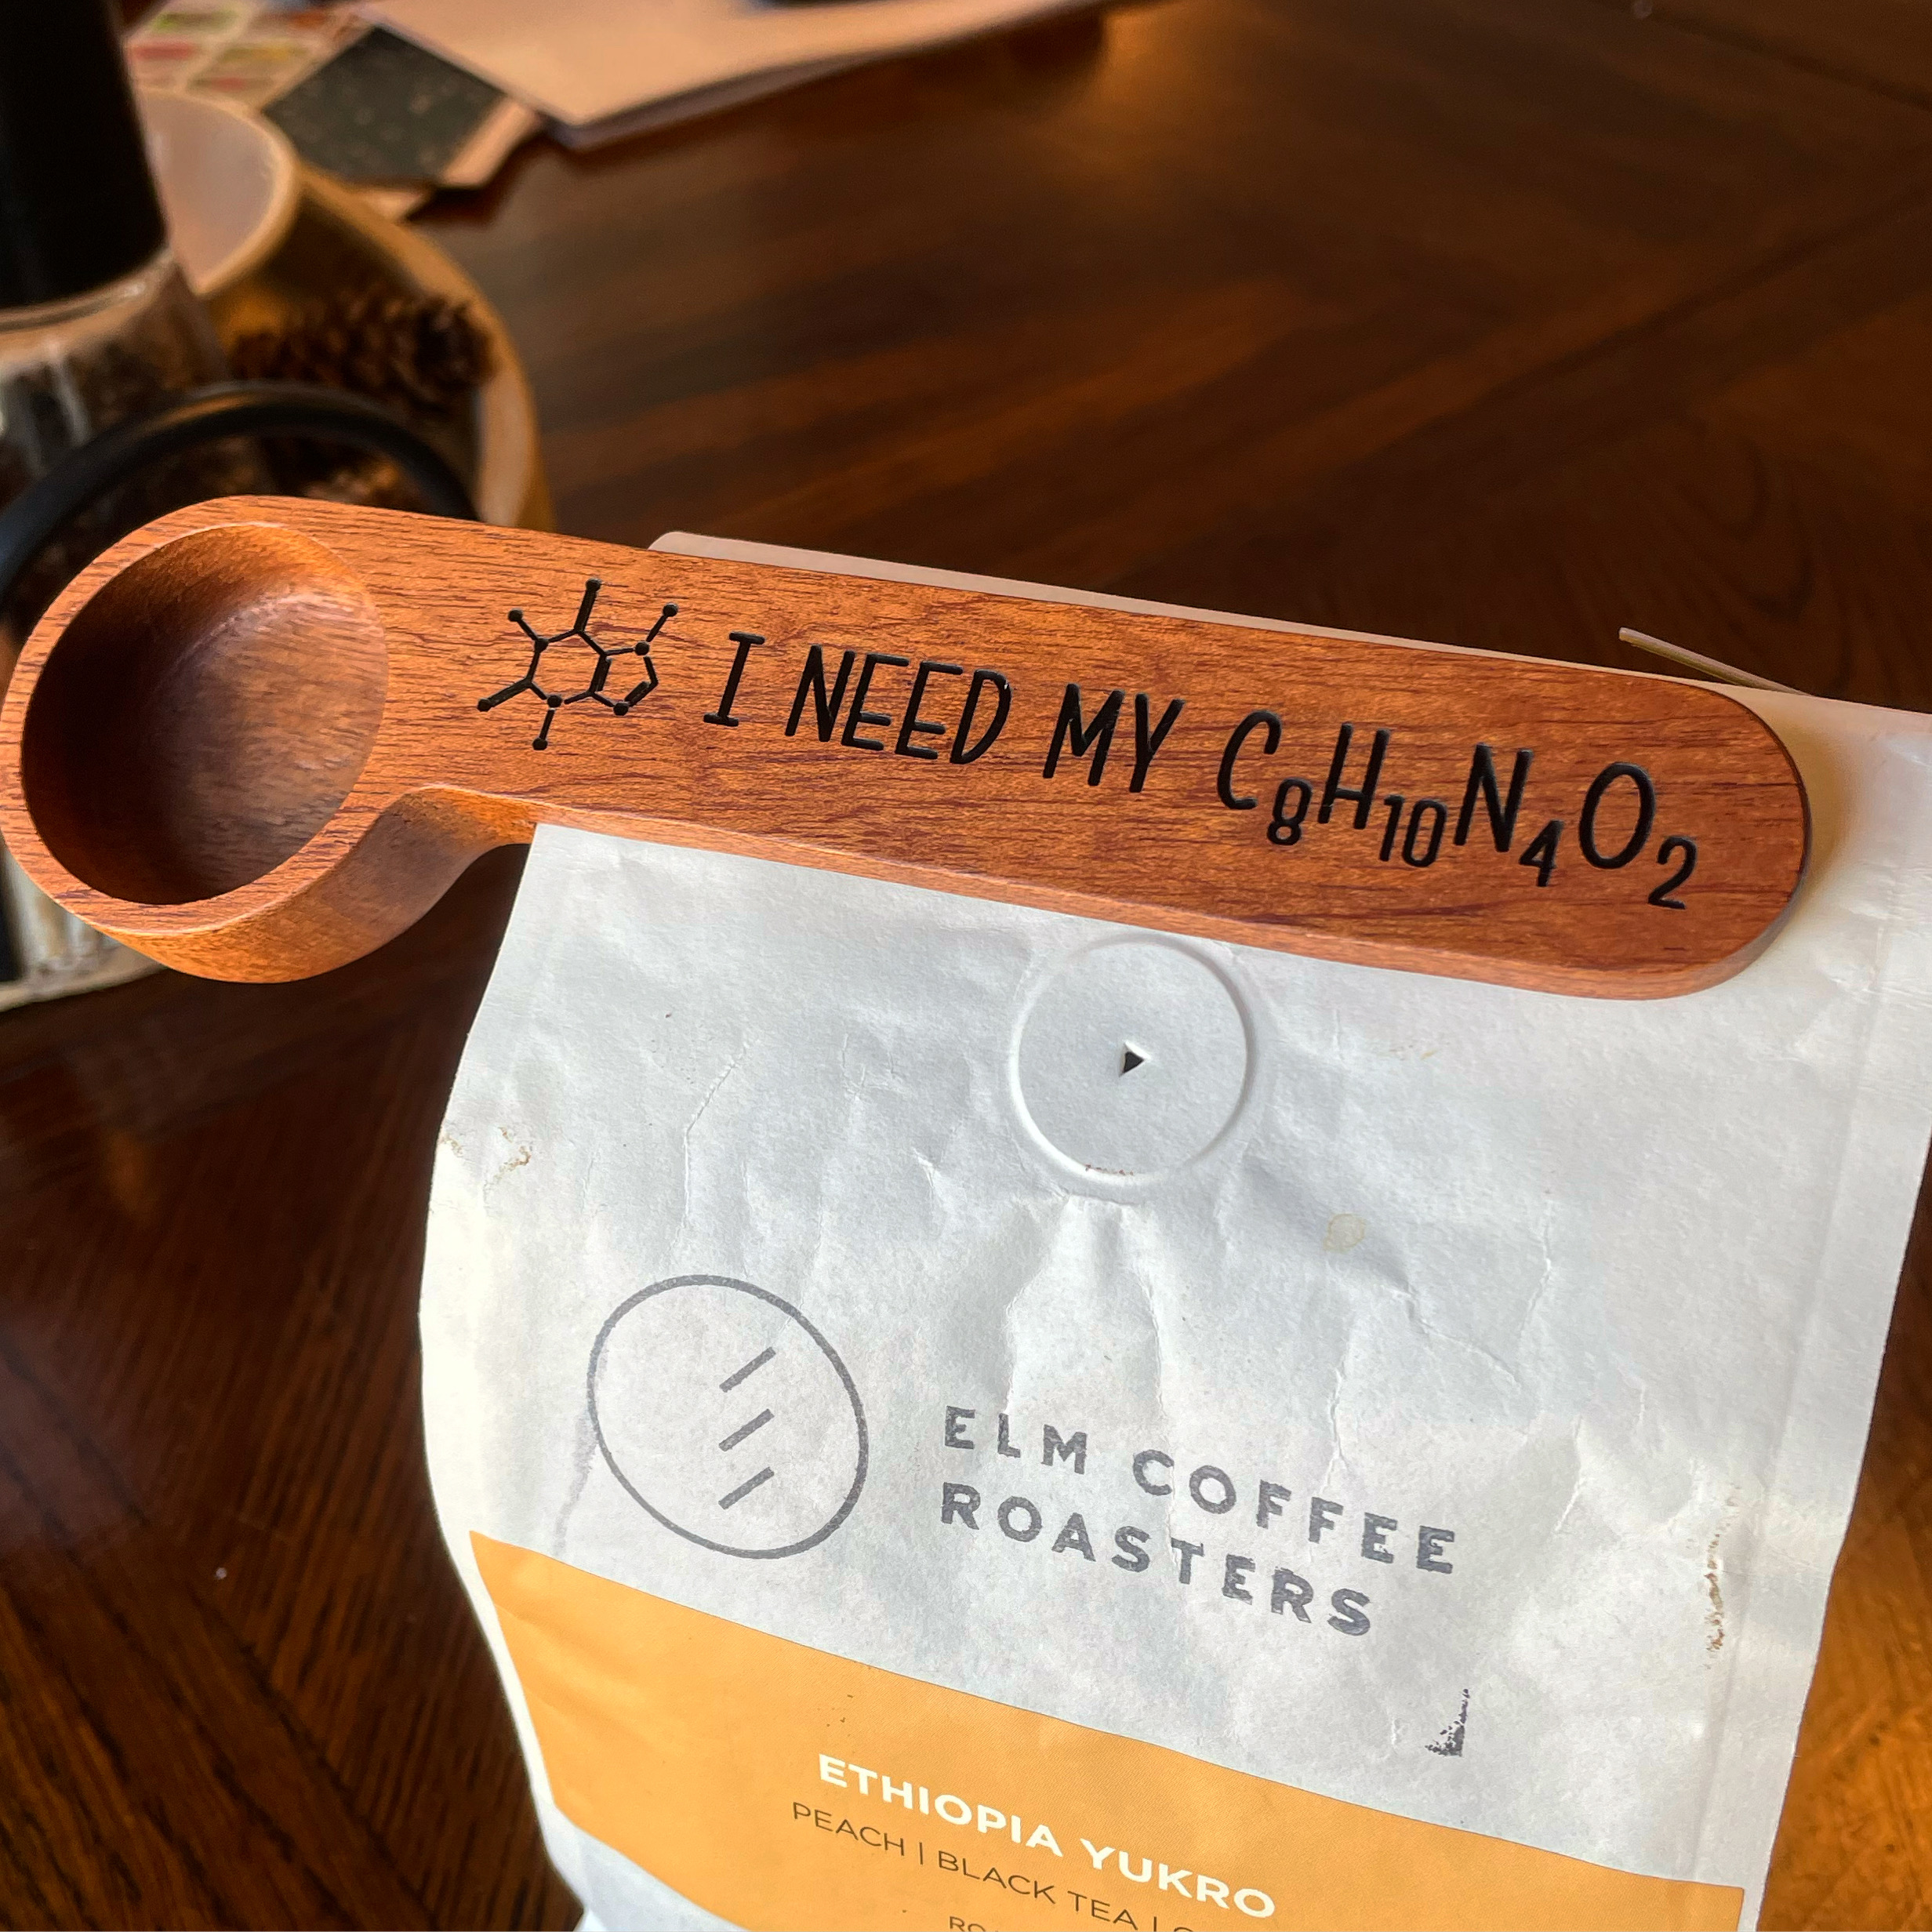 I NEED MY C₈H₁₀N₄O₂
ELM COFFEE
ROASTERS
ETHIOPIA YUKRO
PEACH | BLACK TEA |